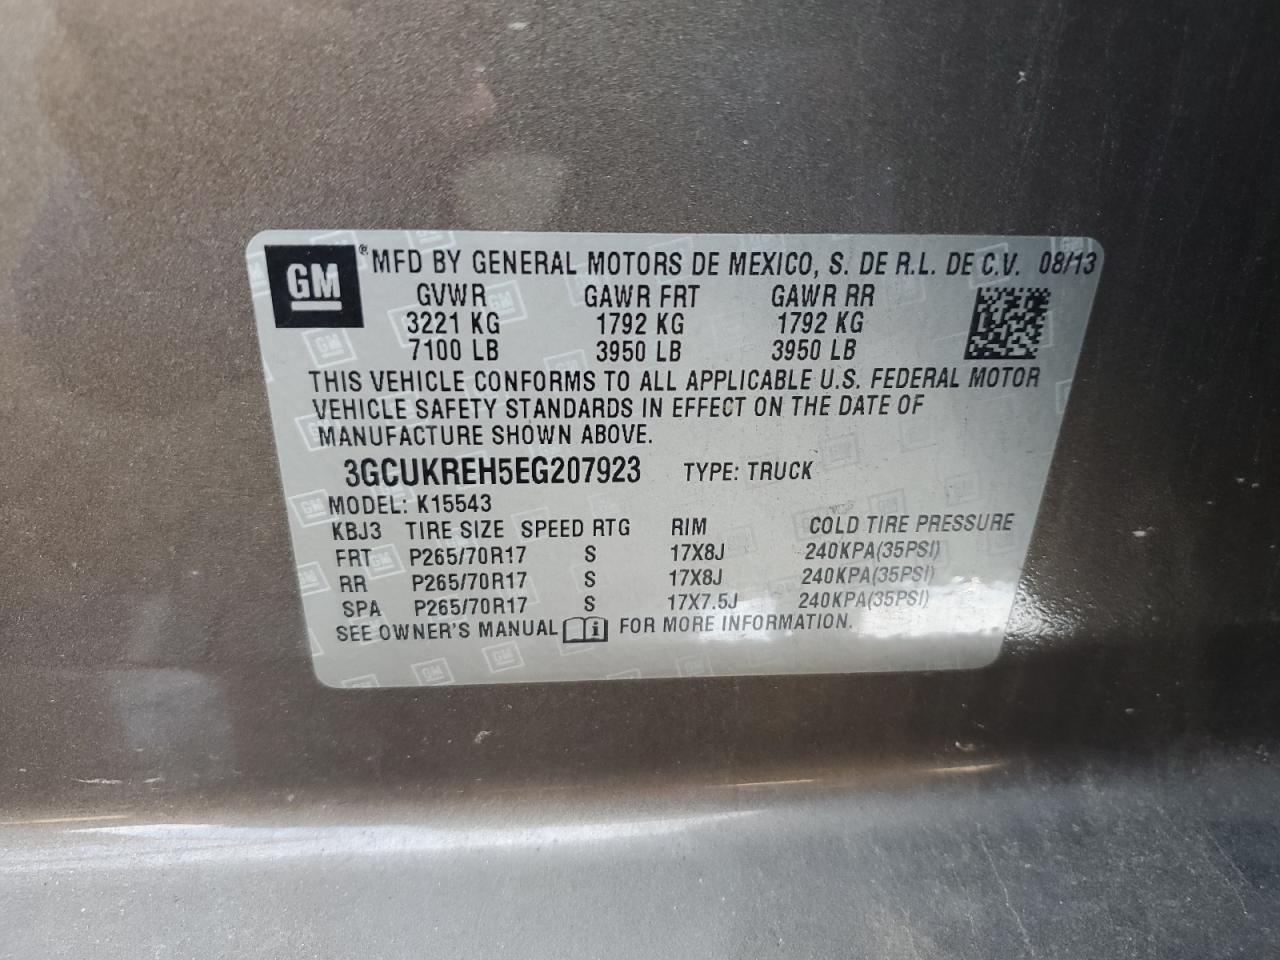 GM ® MFD BY GENERAL MOTORS DE MEXICO, S. DE R.L. DE C.V. 08/13
GVWR GAWR FRT GAWR RR
3221 KG 1792 KG 1792 KG
7100 LB 3950 LB 3950 LB
THIS VEHICLE CONFORMS TO ALL APPLICABLE U.S. FEDERAL MOTOR
VEHICLE SAFETY STANDARDS IN EFFECT ON THE DATE OF
MANUFACTURE SHOWN ABOVE.
3GCUKREH5EG207923 TYPE: TRUCK
MODEL: K15543
KBJ3 TIRE SIZE SPEED RTG RIM COLD TIRE PRESSURE
FRT P265/70R17 S 17X8J 240KPA(35PSI)
RR P265/70R17 S 17X8J 240KPA(35PSI)
SPA P265/70R17 S 17X7.5J 240KPA(35PSI)
SEE OWNER'S MANUAL i FOR MORE INFORMATION.